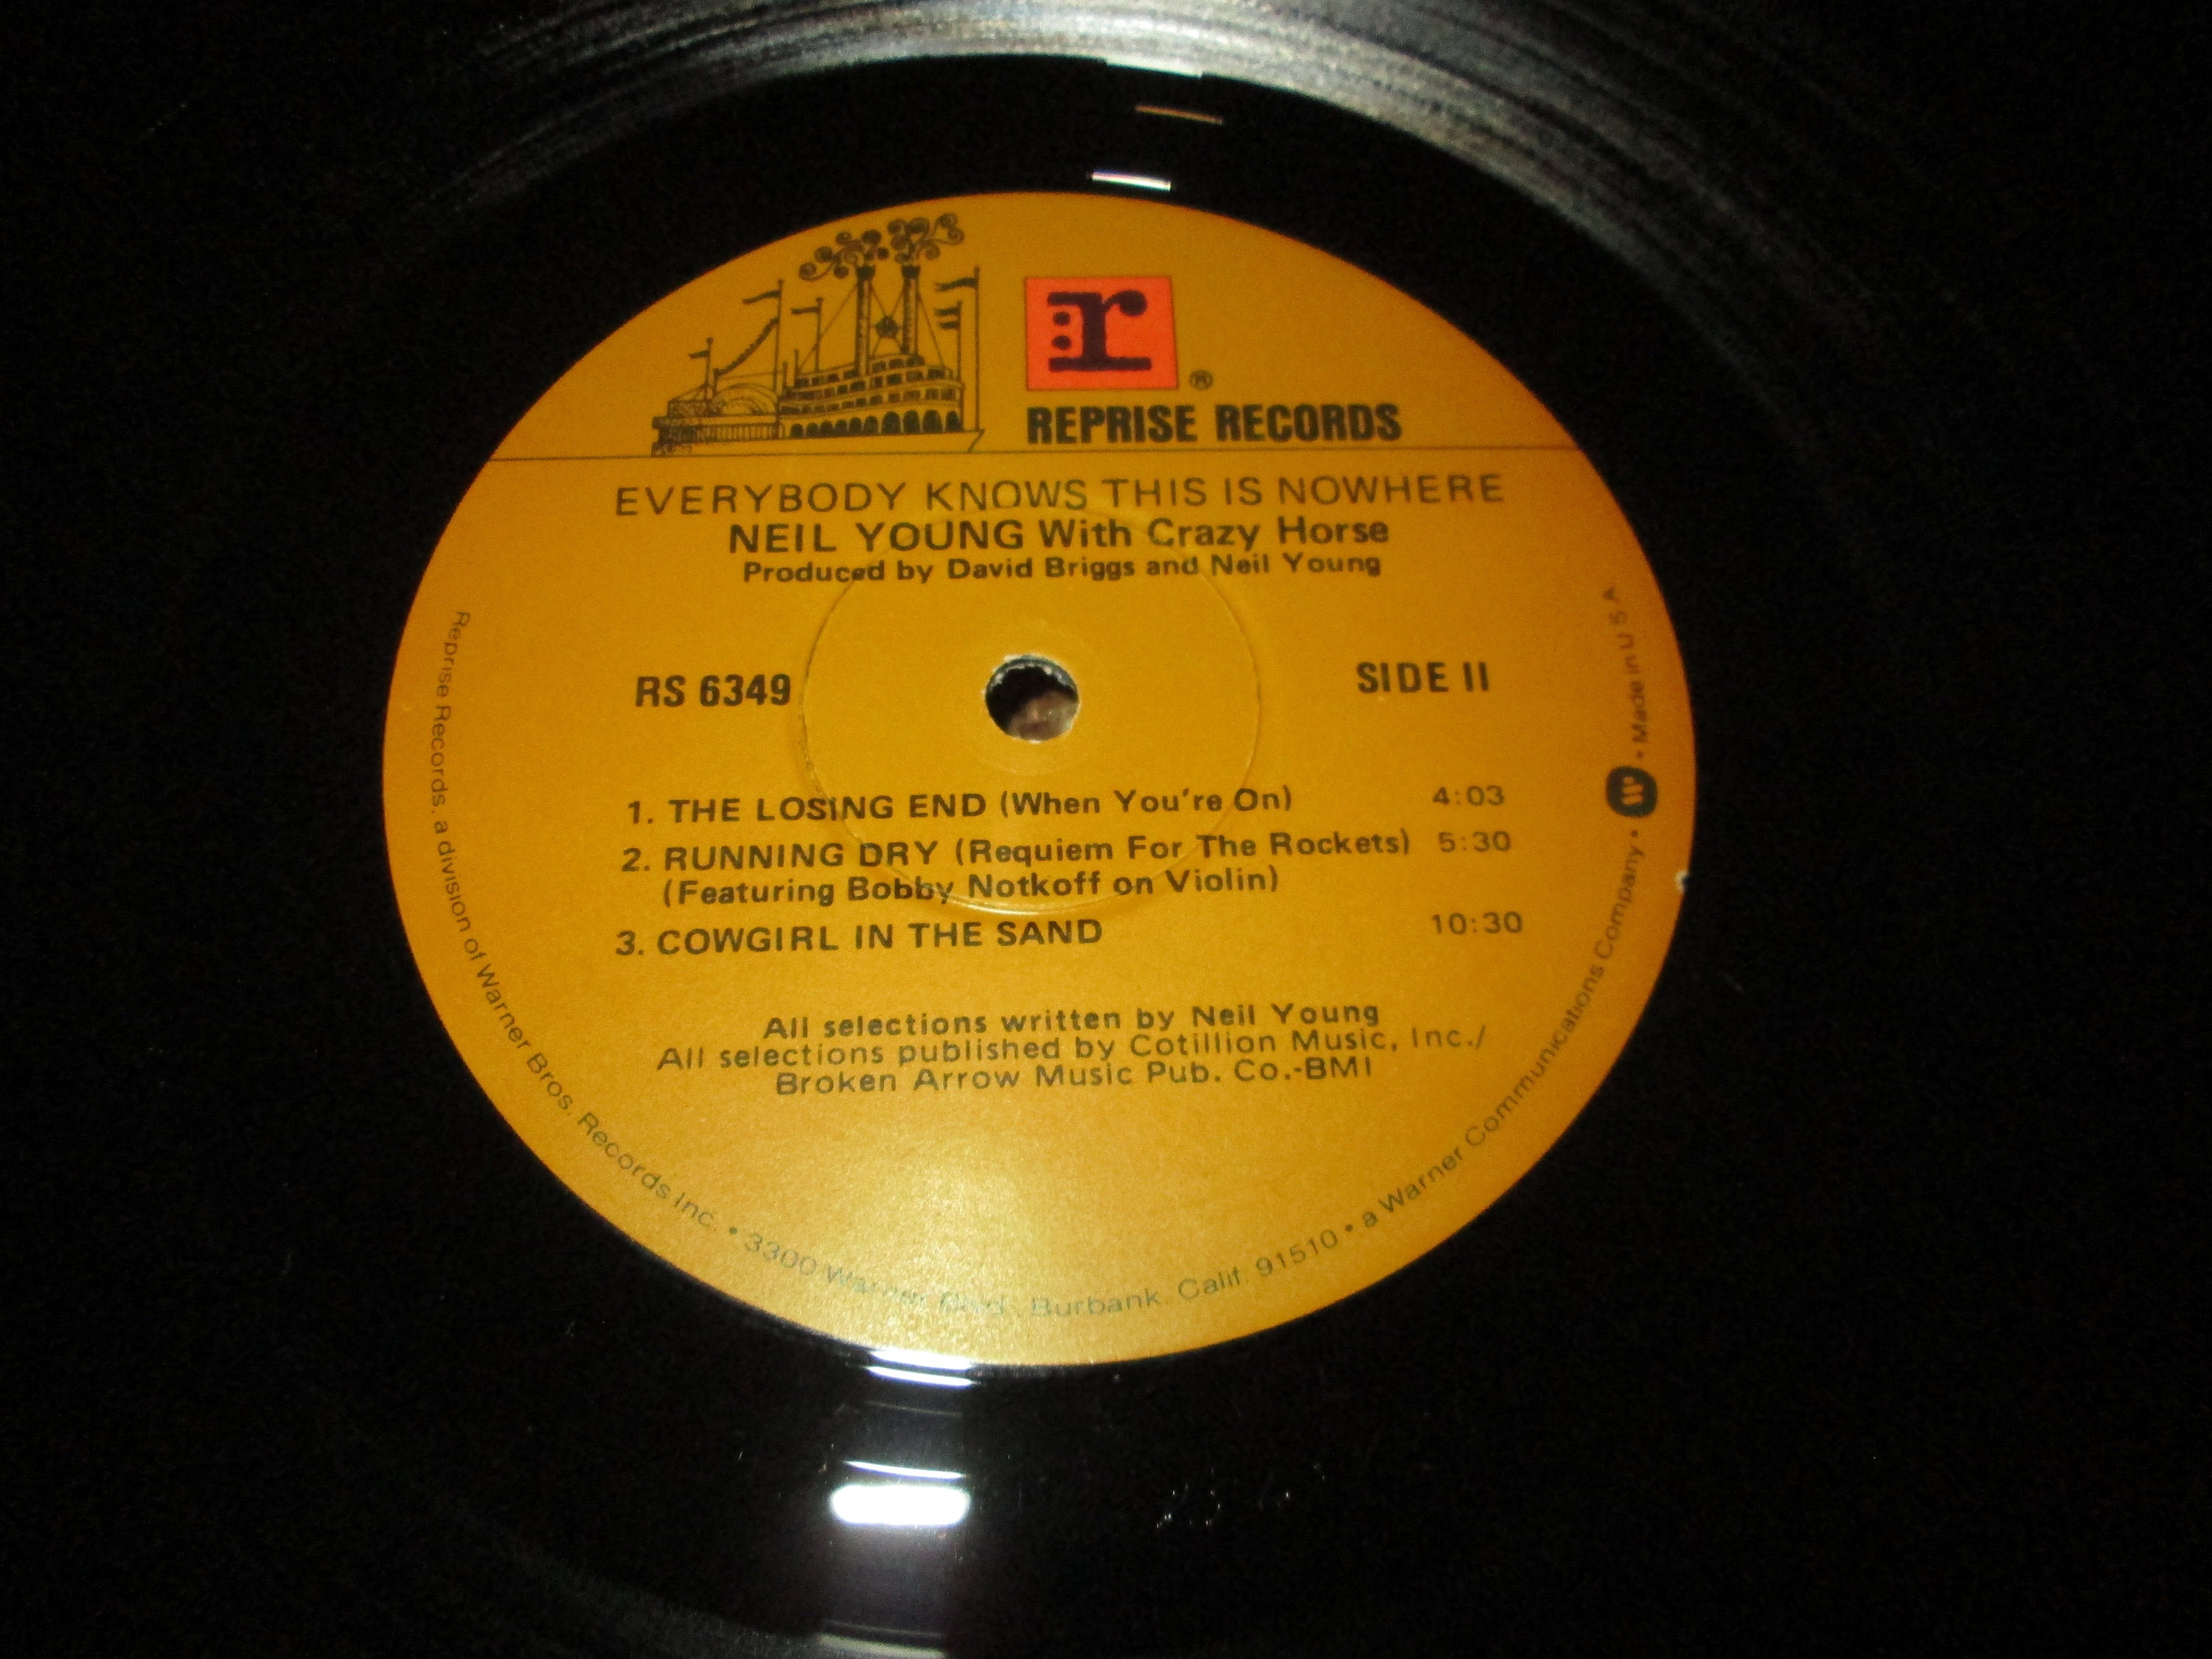 r
®
REPRISE RECORDS
EVERYBODY KNOWS THIS IS NOWHERE
NEIL YOUNG With Crazy Horse
Produced by David Briggs and Neil Young
RS 6349
SIDE II
1. THE LOSING END (When You're On) 4:03
2. RUNNING DRY (Requiem For The Rockets) 5:30
(Featuring Bobby Notkoff on Violin)
3. COWGIRL IN THE SAND 10:30
All selections written by Neil Young
All selections published by Cotillion Music, Inc./
Broken Arrow Music Pub. Co.-BMI
Reprise Records, a division of Warner Bros. Records Inc. • 3300 Warner Blvd., Burbank, Calif. 91510 • a Warner Communications Company • W • Made in U.S.A.